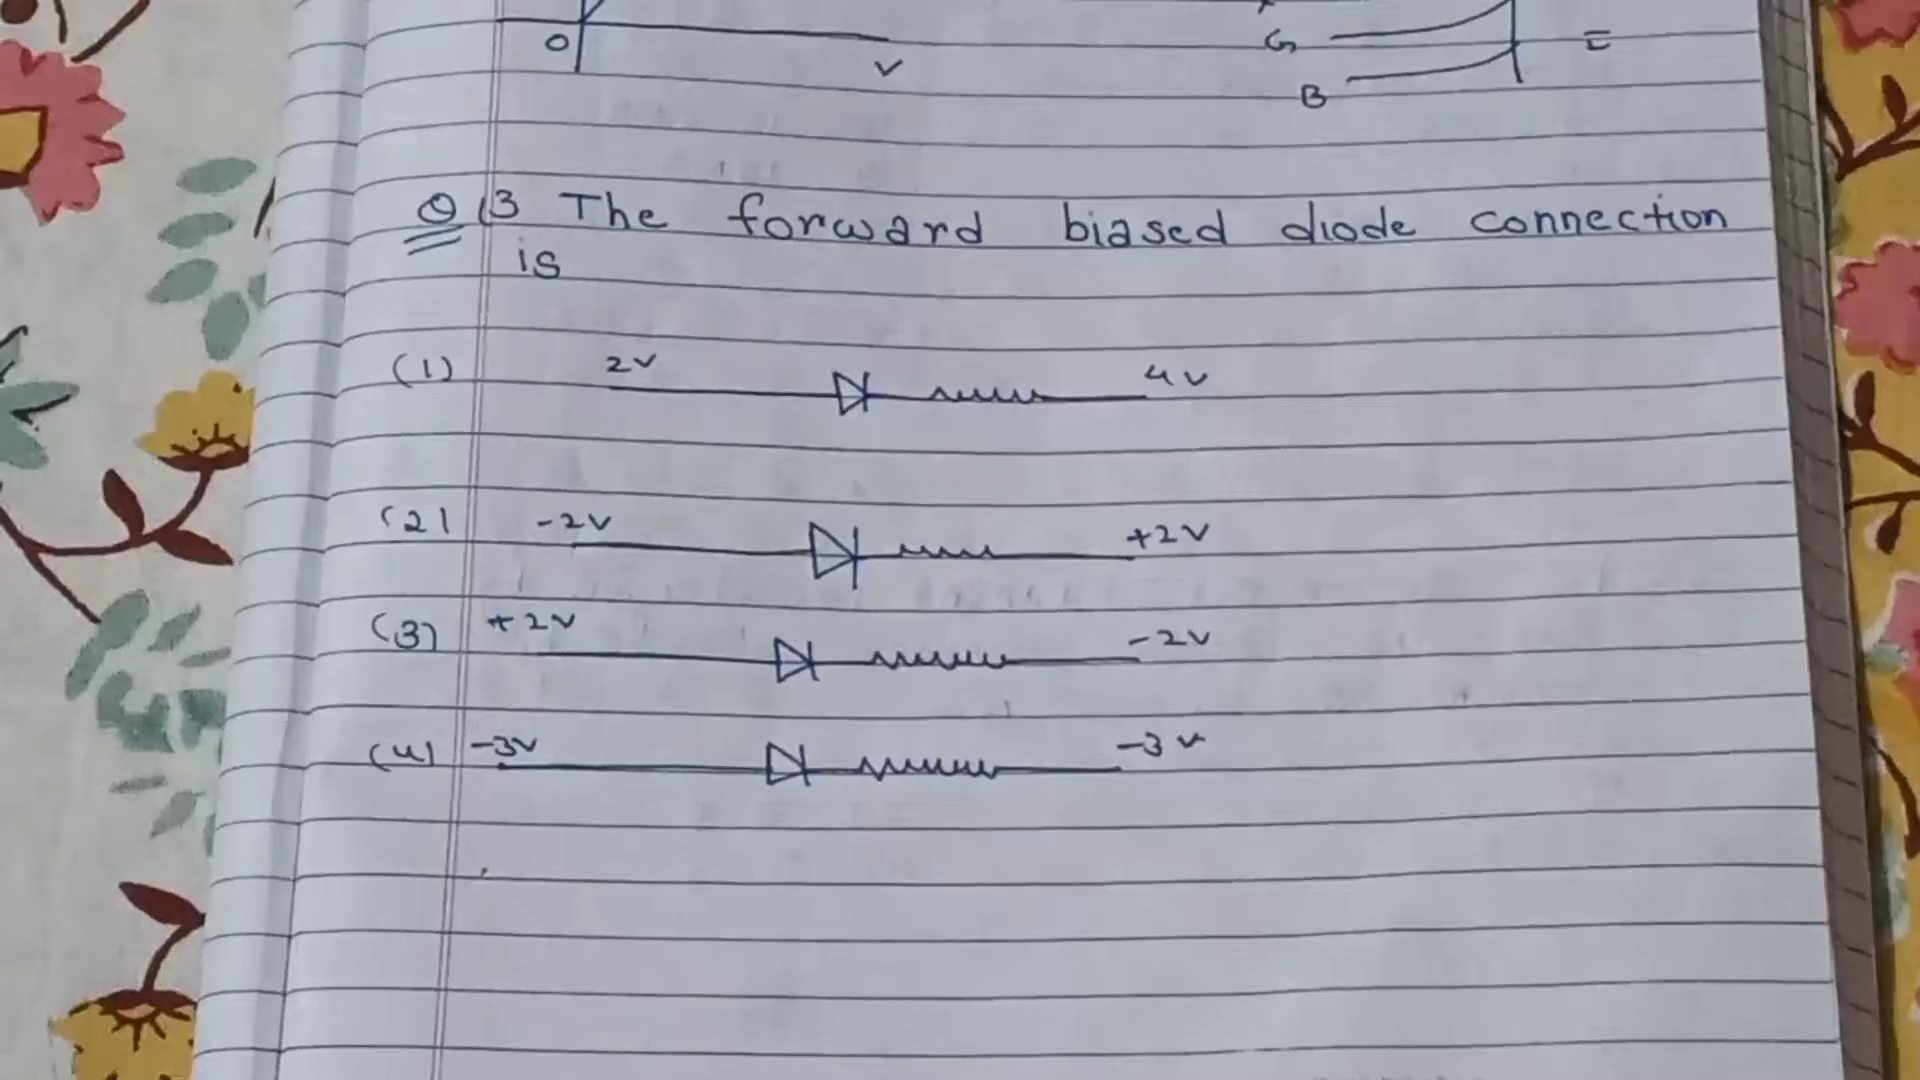 O V G E
B
Q 13 The forward biased diode connection
is
(1) 2V 4V
(2) -2V +2V
(3) +2V -2V
(4) -3V -3V